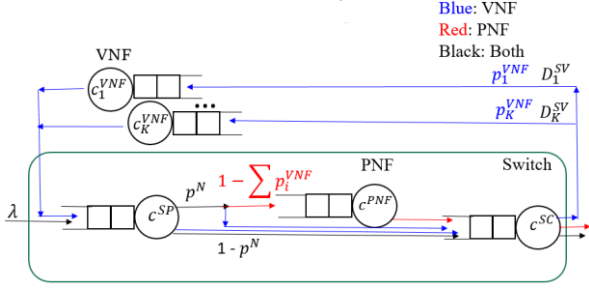 Blue: VNF
Red: PNF
Black: Both
VNF
p_1^{VNF} D_1^{SV}
c_1^{VNF}
...
p_K^{VNF} D_K^{SV}
c_K^{VNF}
PNF
Switch
p^N 1 − ∑ p_i^{VNF}
λ
c^{SP}
c^{PNF}
c^{SC}
1 - p^N